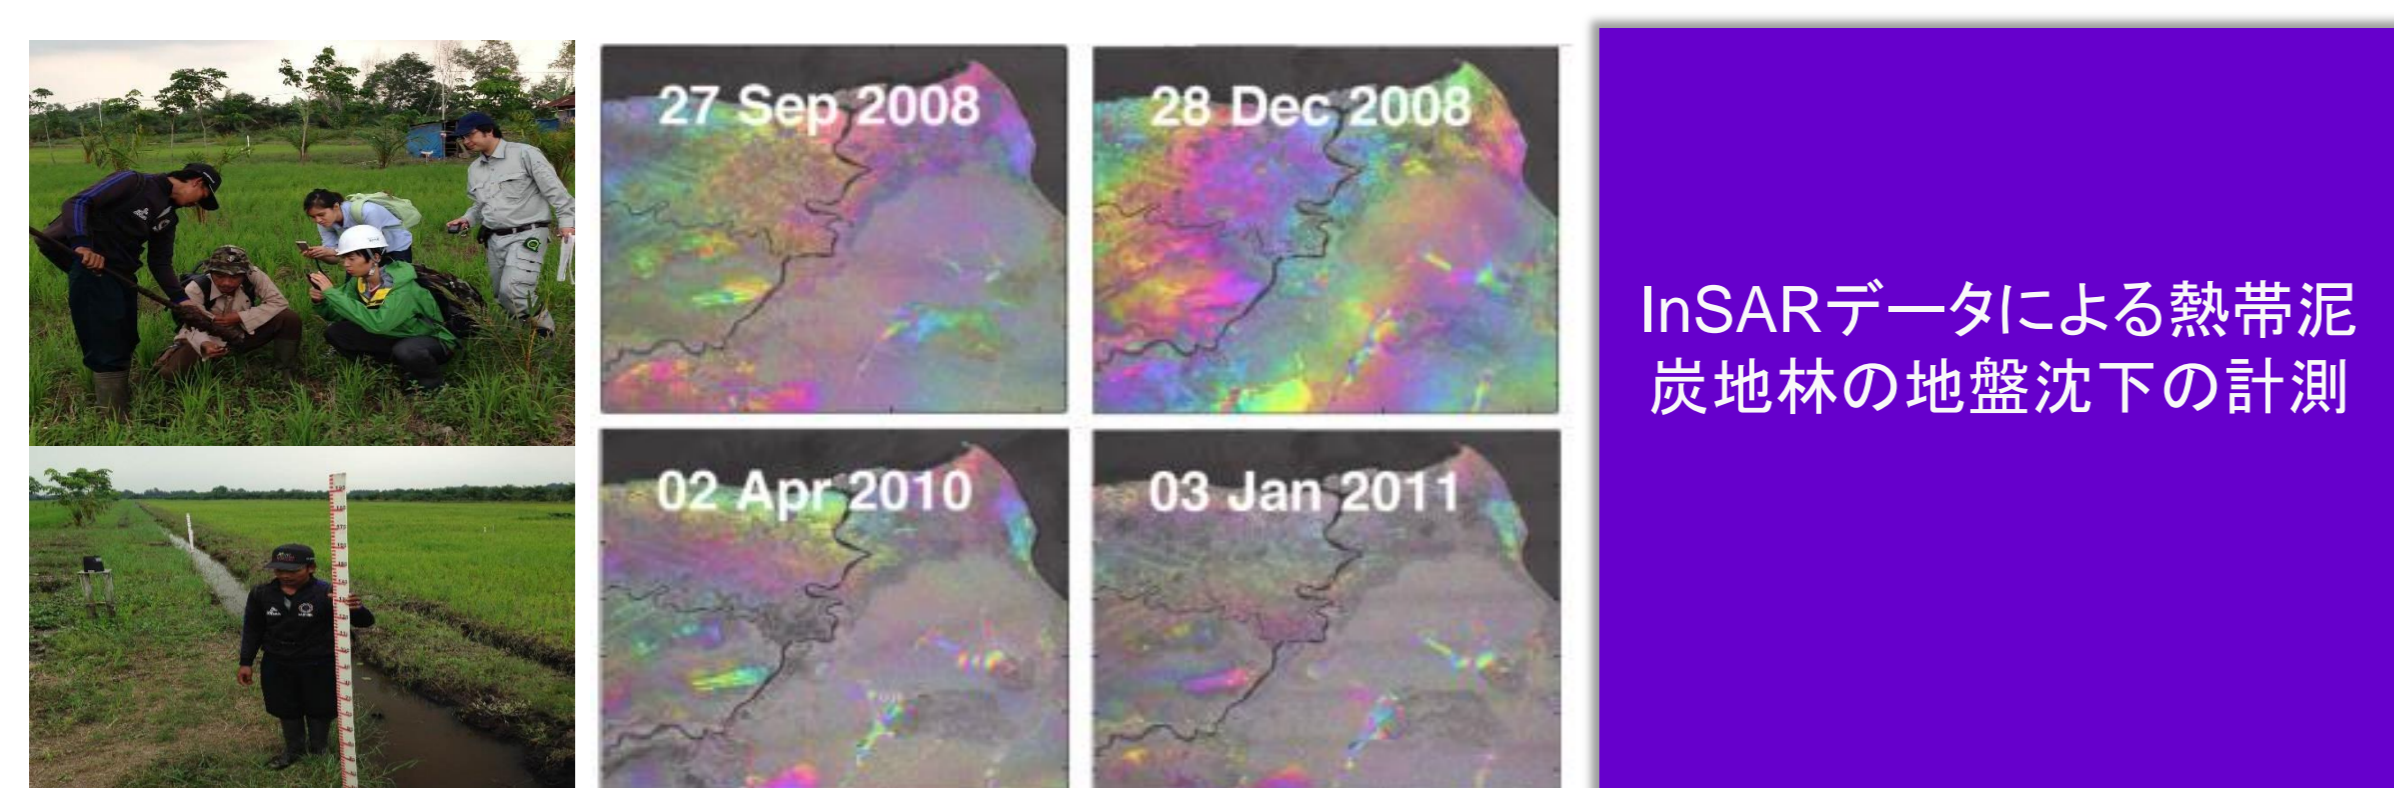 27 Sep 2008
28 Dec 2008
02 Apr 2010
03 Jan 2011
InSARデータによる熱帯泥
炭地林の地盤沈下の計測